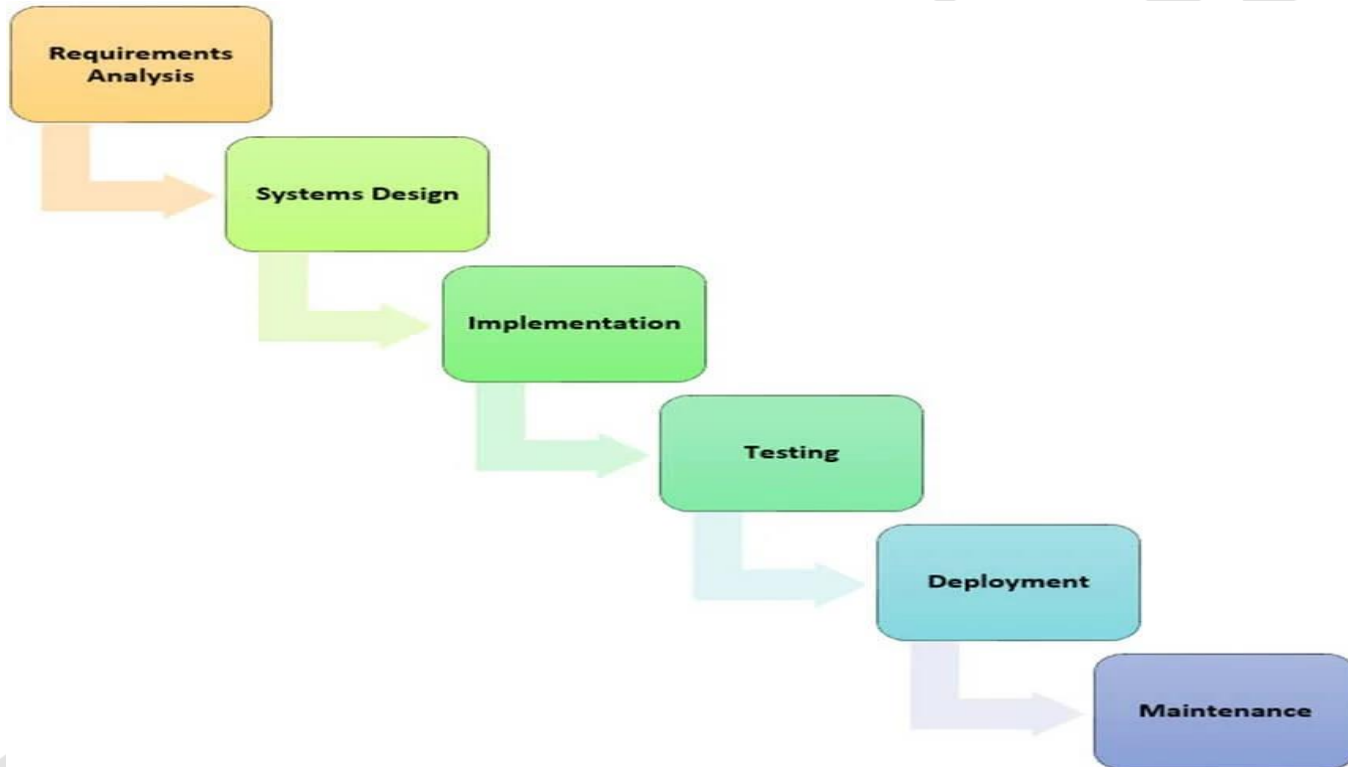 Requirements
Analysis
Systems Design
Implementation
Testing
Deployment
Maintenance